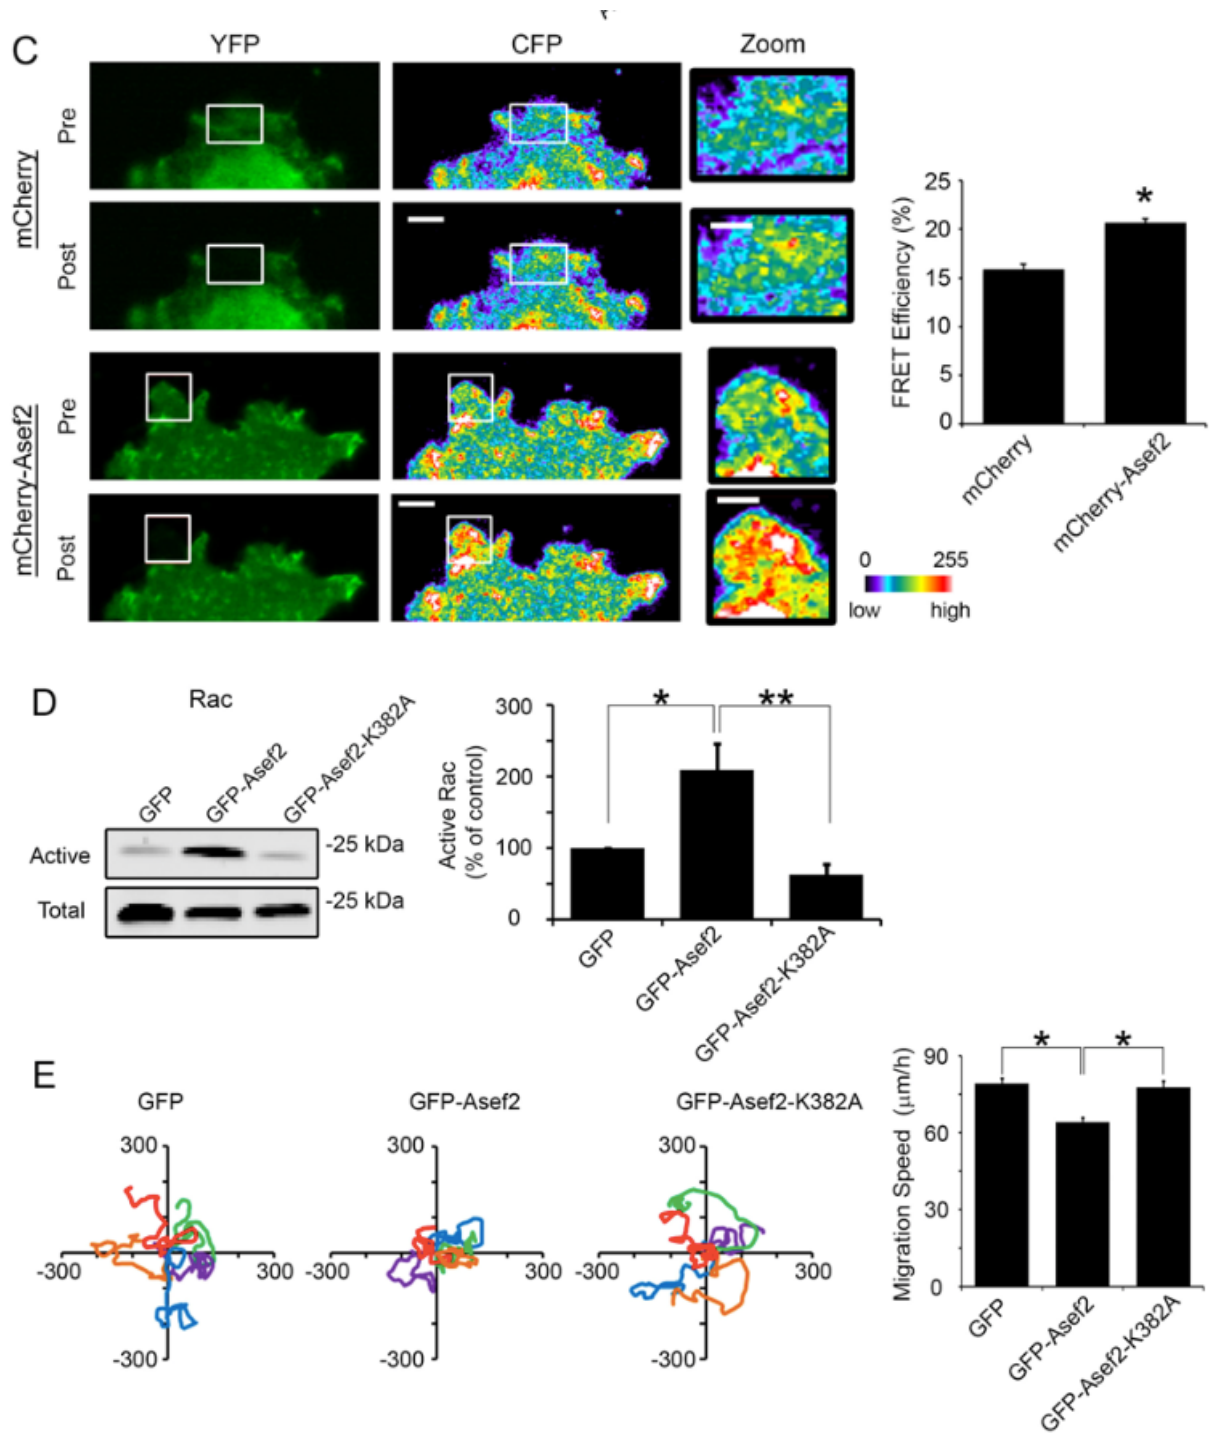 C
YFP
CFP
Zoom
mCherry
Pre
Post
mCherry-Asef2
Pre
Post
FRET Efficiency (%)
25
20
15
10
5
0
*
mCherry
mCherry-Asef2
0 255
low high
D
Rac
GFP
GFP-Asef2
GFP-Asef2-K382A
Active
-25 kDa
Total
-25 kDa
Active Rac
(% of control)
300
200
100
0
* **
GFP
GFP-Asef2
GFP-Asef2-K382A
E
GFP
300
-300 300
-300
GFP-Asef2
300
-300 300
-300
GFP-Asef2-K382A
300
-300 300
-300
Migration Speed (μm/h)
90
60
30
0
* *
GFP
GFP-Asef2
GFP-Asef2-K382A